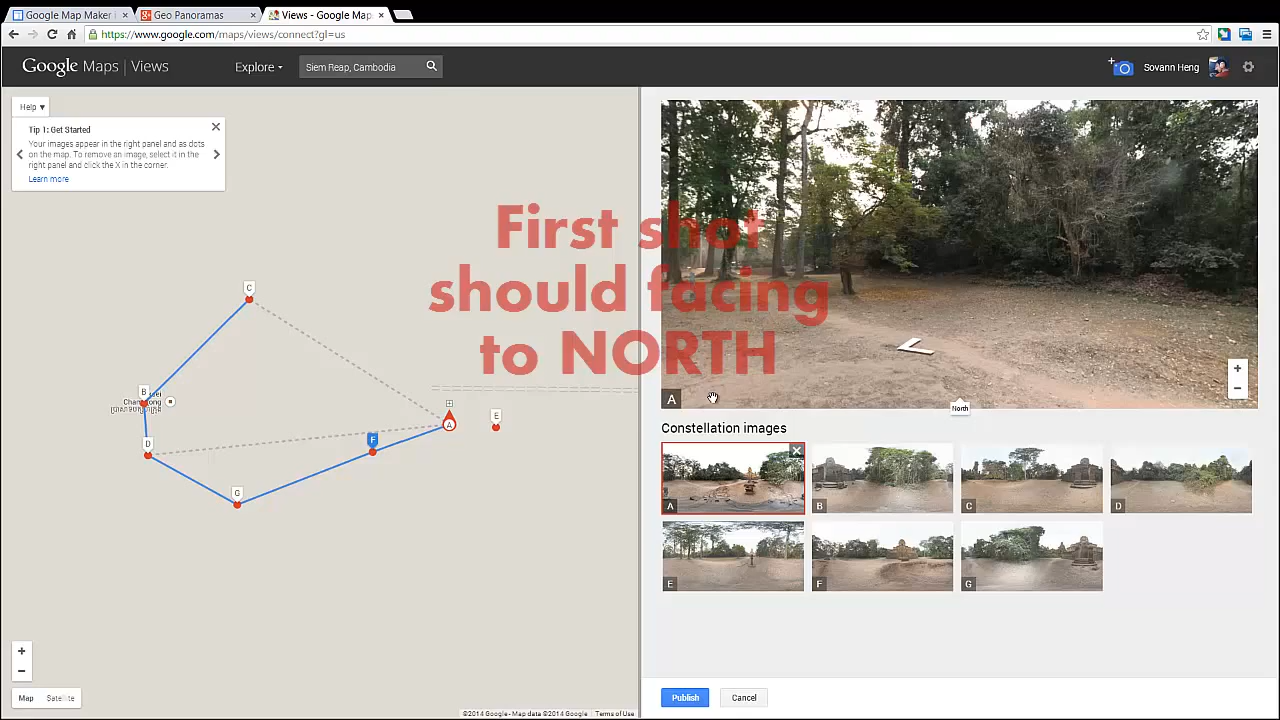 Google Map Maker i
Geo Panoramas
Views - Google Map
https://www.google.com/maps/views/connect?gl=us
Google Maps | Views
Explore
Siem Reap, Cambodia
Sovann Heng
Help
Tip 1: Get Started
Your images appear in the right panel and as dots
on the map. To remove an image, select it in the
right panel and click the X in the corner.
Learn more
First shot
should facing
to NORTH
C
B
D
G
F
A
E
A
North
Constellation images
A
B
C
D
E
F
G
Map
Satellite
©2014 Google - Map data ©2014 Google
Terms of Use
Publish
Cancel